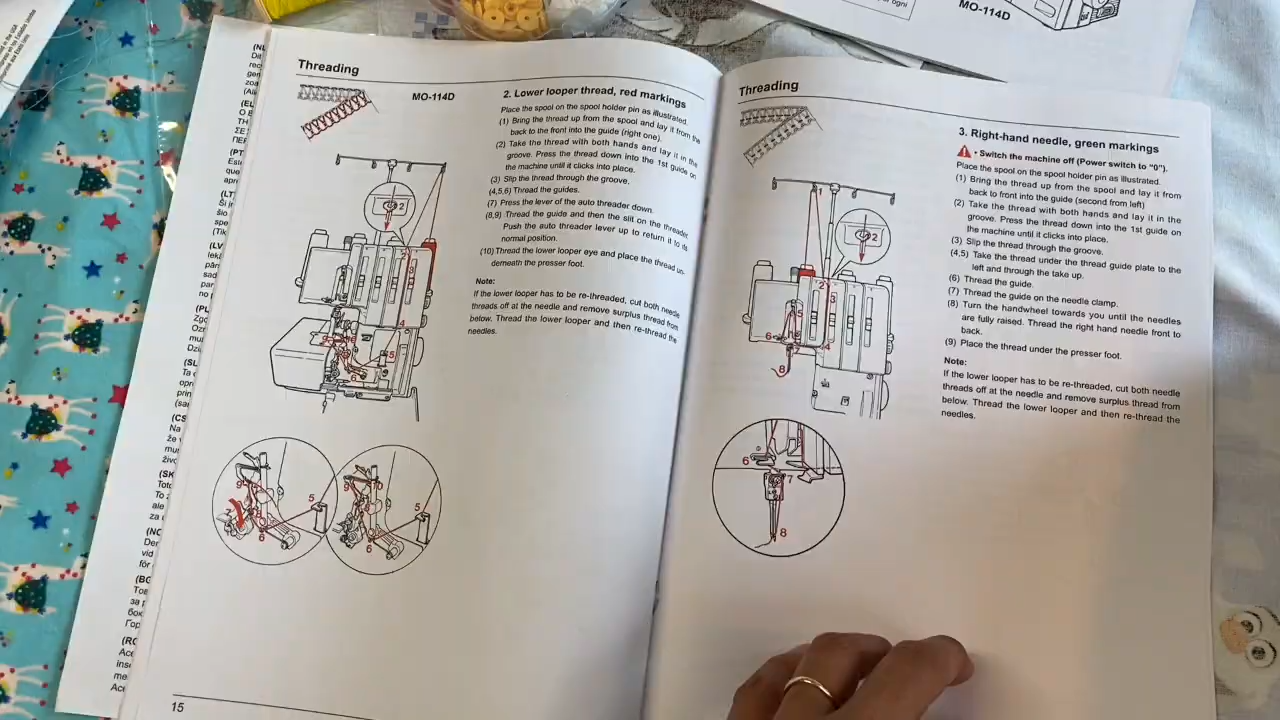 MO-114D
Threading
MO-114D
2. Lower looper thread, red markings
Place the spool on the spool holder pin as illustrated.
(1) Bring the thread up from the spool and lay it from the
back to the front into the guide (right one).
(2) Take the thread with both hands and lay it in the
groove. Press the thread down into the 1st guide on
the machine until it clicks into place.
(3) Slip the thread through the groove.
(4,5,6) Thread the guides.
(7) Press the lever of the auto threader down.
(8,9) Thread the guide and then the slit on the threader.
Push the auto threader lever up to return it to its
normal position.
(10) Thread the lower looper eye and place the thread un-
derneath the presser foot.
Note:
If the lower looper has to be re-threaded, cut both needle
threads off at the needle and remove surplus thread from
below. Thread the lower looper and then re-thread the
needles.
15
Threading
3. Right-hand needle, green markings
• Switch the machine off (Power switch to "0").
Place the spool on the spool holder pin as illustrated.
(1) Bring the thread up from the spool and lay it from
back to front into the guide (second from left)
(2) Take the thread with both hands and lay it in the
groove. Press the thread down into the 1st guide on
the machine until it clicks into place.
(3) Slip the thread through the groove.
(4,5) Take the thread under the thread guide plate to the
left and through the take up.
(6) Thread the guide.
(7) Thread the guide on the needle clamp.
(8) Turn the handwheel towards you until the needles
are fully raised. Thread the right hand needle front to
back.
(9) Place the thread under the presser foot.
Note:
If the lower looper has to be re-threaded, cut both needle
threads off at the needle and remove surplus thread from
below. Thread the lower looper and then re-thread the
needles.